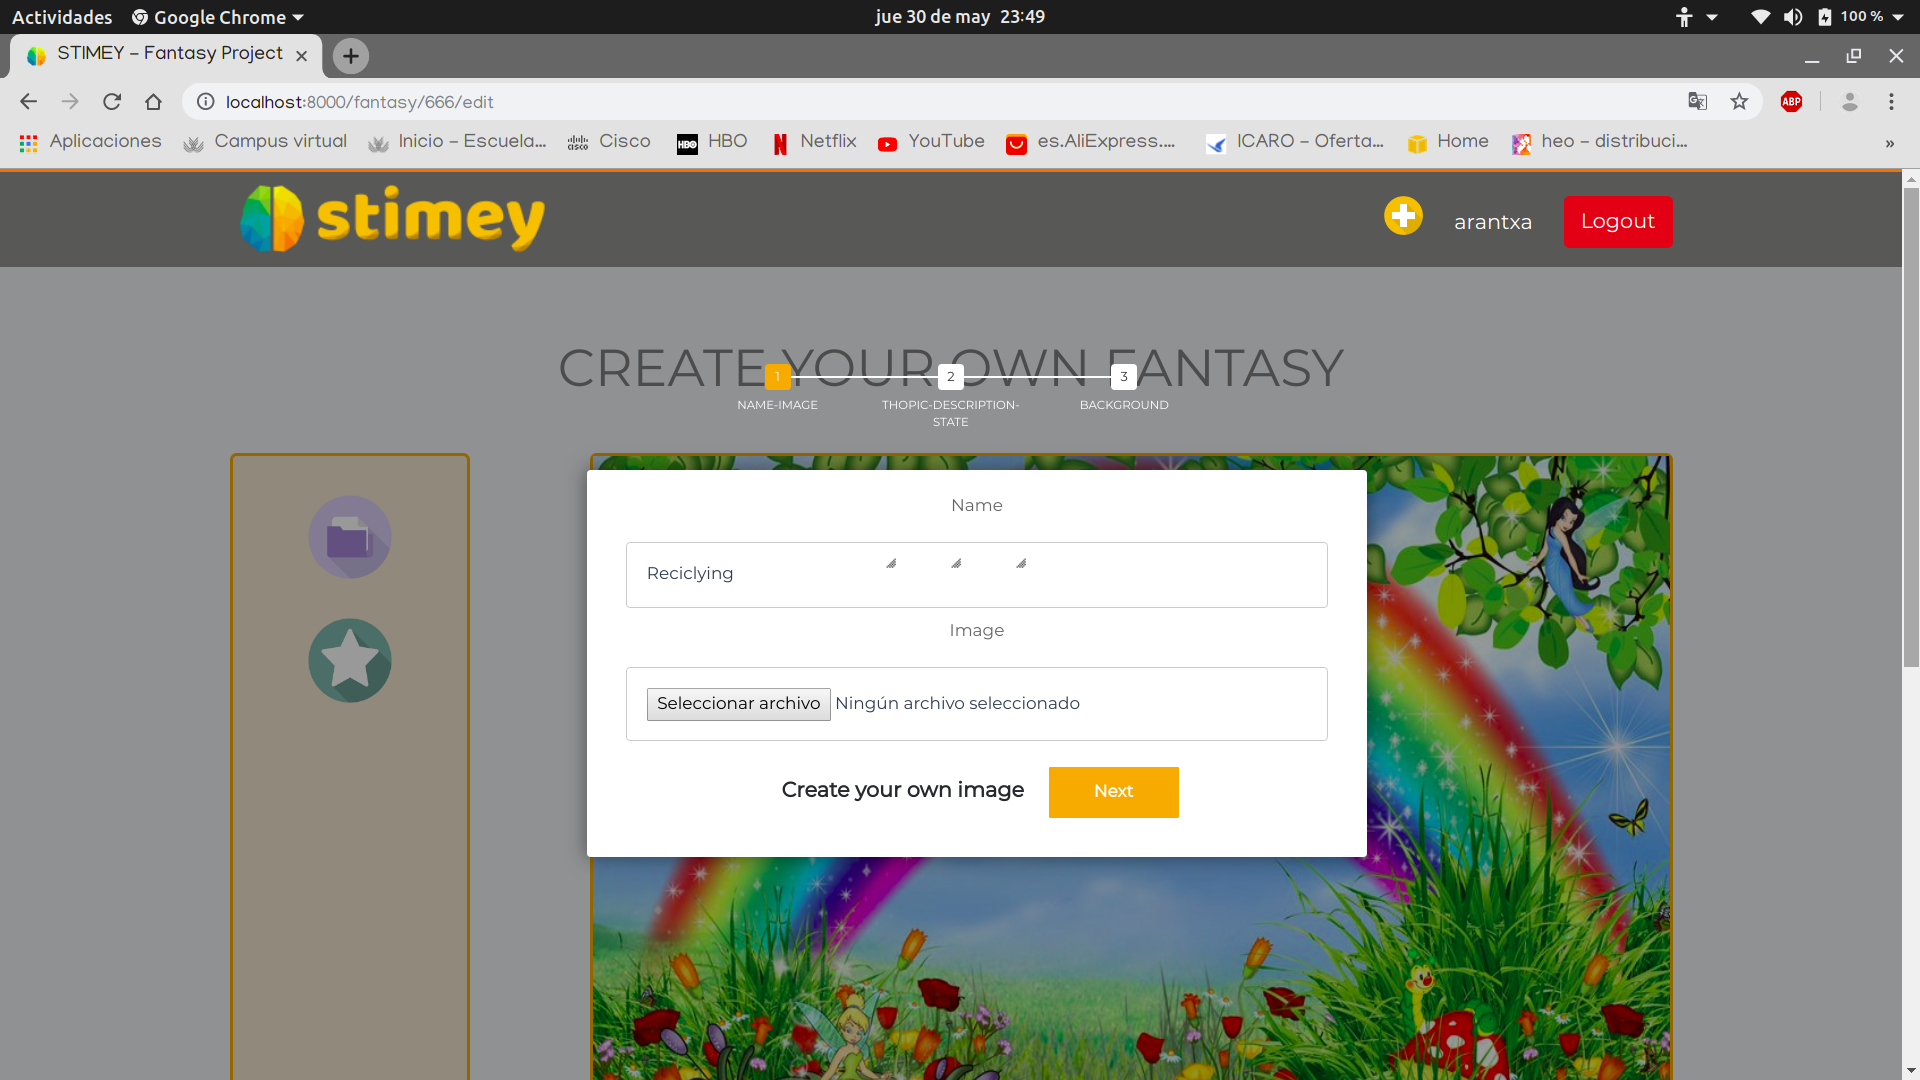 Actividades Google Chrome jue 30 de may 23:49 100 %
STIMEY – Fantasy Project
localhost:8000/fantasy/666/edit
ABP
Aplicaciones Campus virtual Inicio – Escuela... Cisco HBO Netflix YouTube es.AliExpress.... ICARO – Oferta... Home heo – distribuci... »
stimey arantxa Logout
CREATE YOUR OWN FANTASY
1 2 3
NAME-IMAGE THOPIC-DESCRIPTION- BACKGROUND
STATE
Name
Reciclying
Image
Seleccionar archivo Ningún archivo seleccionado
Create your own image Next